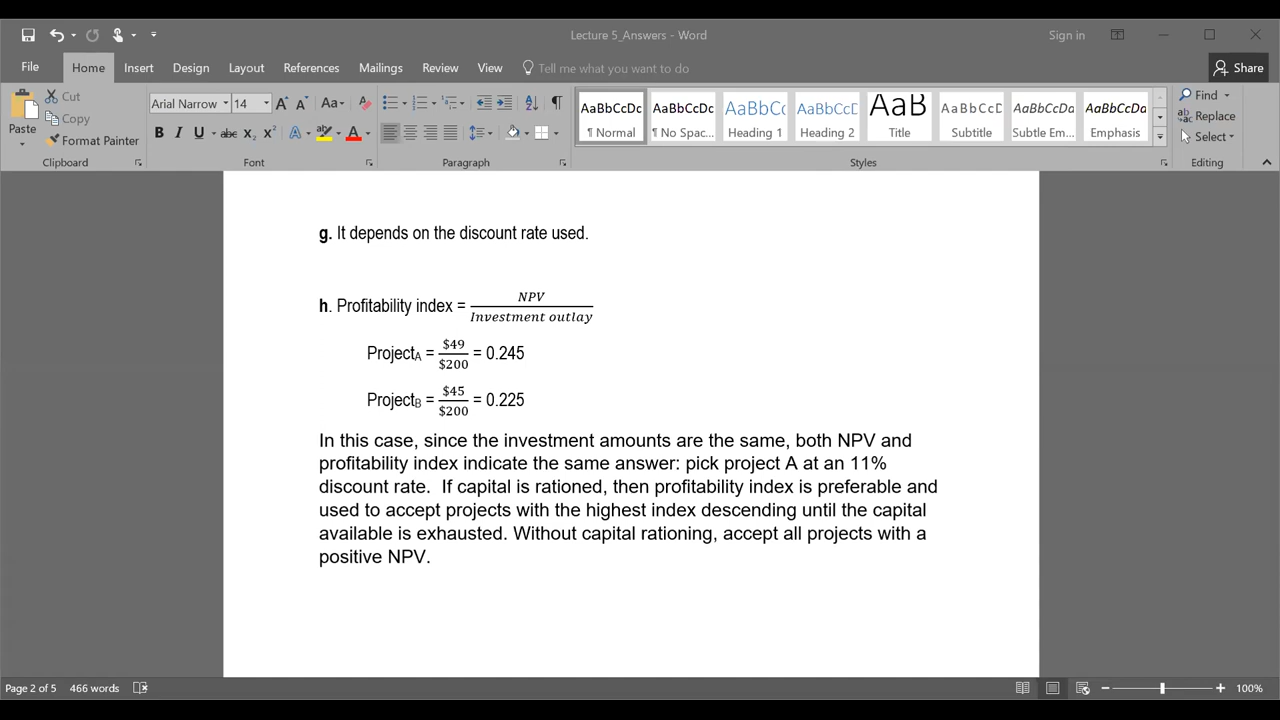 Lecture 5_Answers - Word
Sign in
File Home Insert Design Layout References Mailings Review View Tell me what you want to do Share
Paste Cut Copy Format Painter
Arial Narrow 14 Aa
B I U abc x2 x2 A A
AaBbCcDc AaBbCcDc AaBbCc AaBbCcD AaB AaBbCcD AaBbCcDa AaBbCcDa
¶ Normal ¶ No Spac... Heading 1 Heading 2 Title Subtitle Subtle Em... Emphasis
Find Replace Select
Clipboard Font Paragraph Styles Editing
g. It depends on the discount rate used.
h. Profitability index = NPV / Investment outlay
ProjectA = $49 / $200 = 0.245
ProjectB = $45 / $200 = 0.225
In this case, since the investment amounts are the same, both NPV and
profitability index indicate the same answer: pick project A at an 11%
discount rate.  If capital is rationed, then profitability index is preferable and
used to accept projects with the highest index descending until the capital
available is exhausted. Without capital rationing, accept all projects with a
positive NPV.
Page 2 of 5 466 words 100%